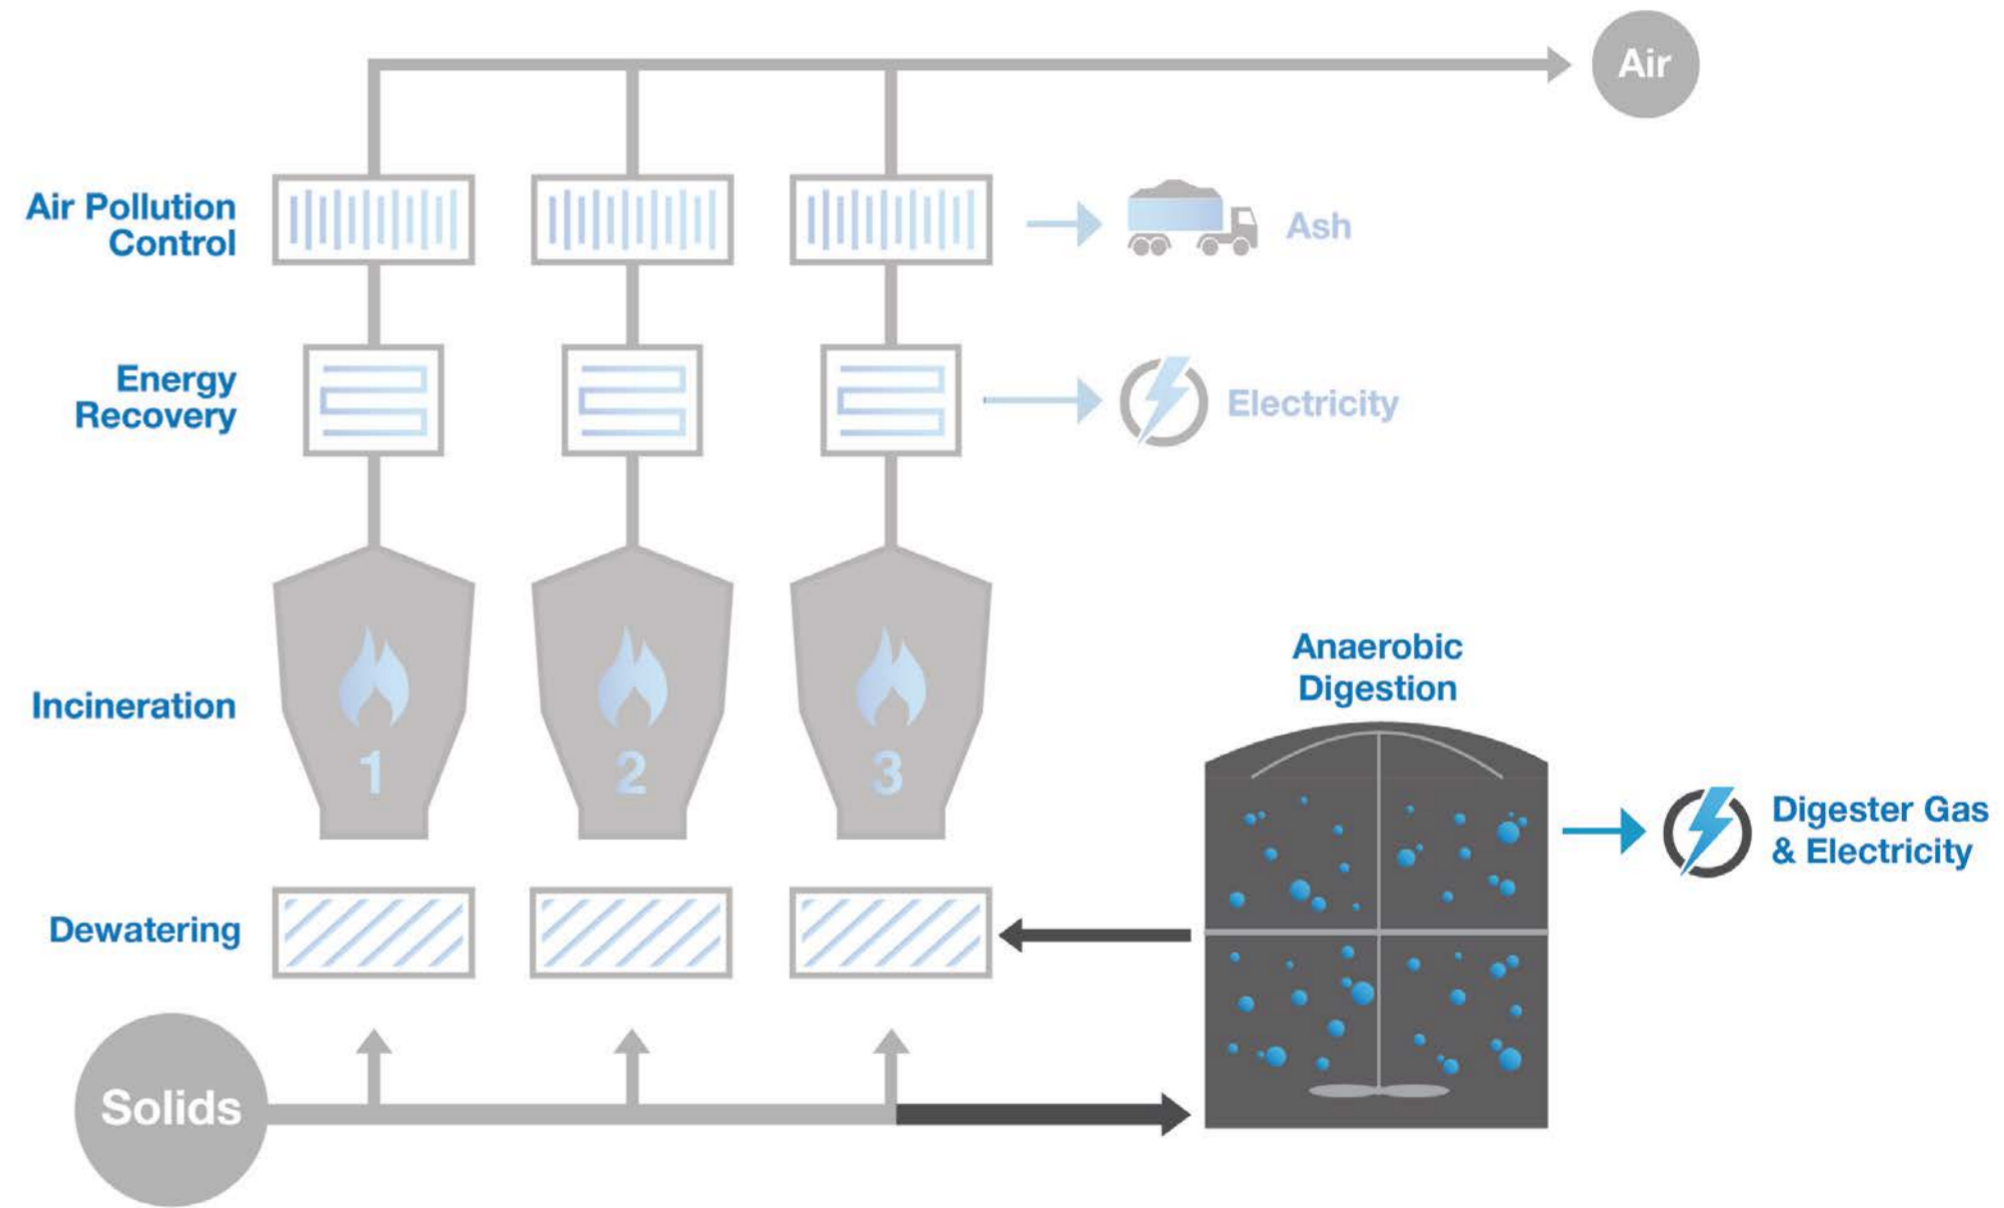 Air
Air Pollution
Control
Ash
Energy
Recovery
Electricity
Incineration
1
2
3
Anaerobic
Digestion
Digester Gas
& Electricity
Dewatering
Solids